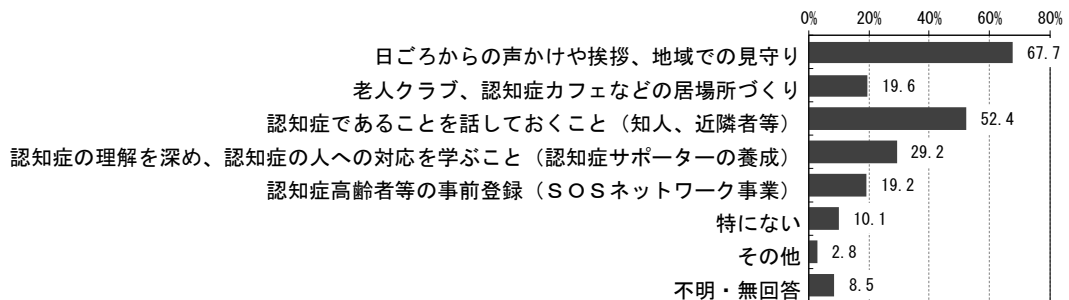 0% 20% 40% 60% 80%
日ごろからの声かけや挨拶、地域での見守り 67.7
老人クラブ、認知症カフェなどの居場所づくり 19.6
認知症であることを話しておくこと（知人、近隣者等） 52.4
認知症の理解を深め、認知症の人への対応を学ぶこと（認知症サポーターの養成） 29.2
認知症高齢者等の事前登録（ＳＯＳネットワーク事業） 19.2
特にない 10.1
その他 2.8
不明・無回答 8.5